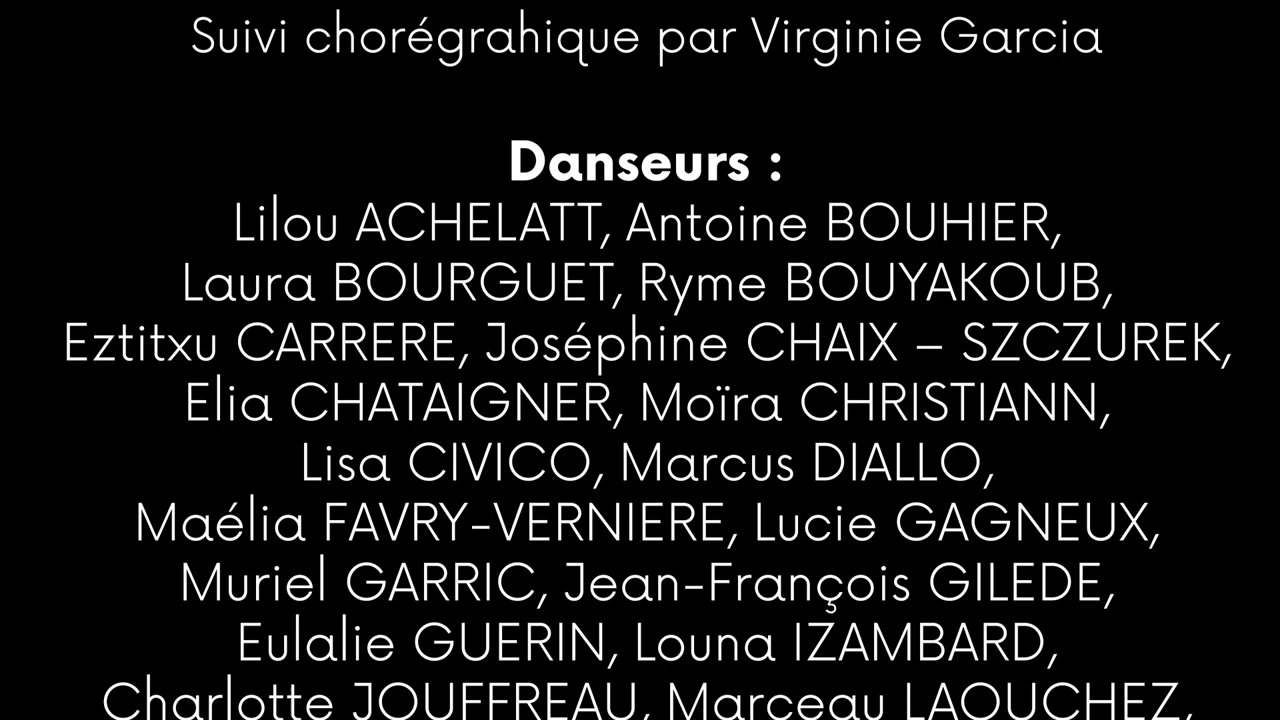 Suivi chorégrahique par Virginie Garcia
Danseurs :
Lilou ACHELATT, Antoine BOUHIER,
Laura BOURGUET, Ryme BOUYAKOUB,
Eztitxu CARRERE, Joséphine CHAIX – SZCZUREK,
Elia CHATAIGNER, Moïra CHRISTIANN,
Lisa CIVICO, Marcus DIALLO,
Maélia FAVRY-VERNIERE, Lucie GAGNEUX,
Muriel GARRIC, Jean-François GILEDE,
Eulalie GUERIN, Louna IZAMBARD,
Charlotte JOUFFREAU, Marceau LAOUCHEZ,